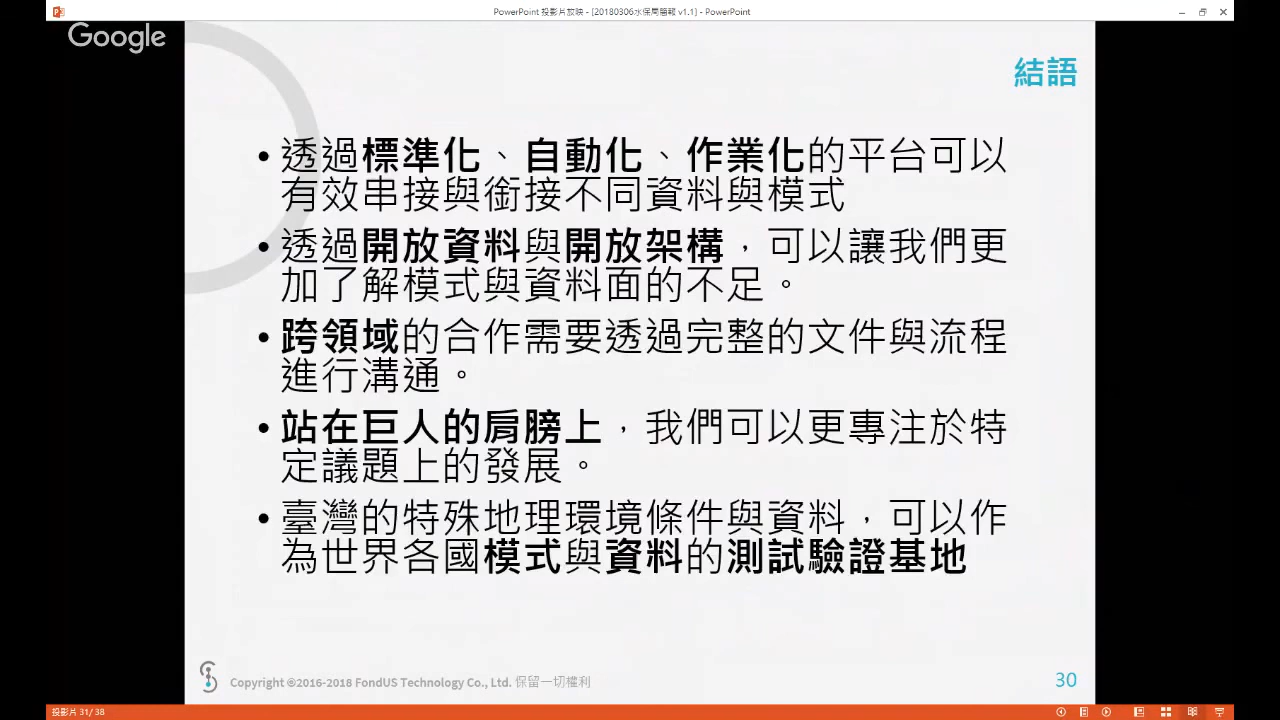 PowerPoint 投影片放映 - [20180306水保局簡報 v1.1] - PowerPoint
Google
結語
• 透過標準化、自動化、作業化的平台可以
有效串接與銜接不同資料與模式
• 透過開放資料與開放架構，可以讓我們更
加了解模式與資料面的不足。
• 跨領域的合作需要透過完整的文件與流程
進行溝通。
• 站在巨人的肩膀上，我們可以更專注於特
定議題上的發展。
• 臺灣的特殊地理環境條件與資料，可以作
為世界各國模式與資料的測試驗證基地
Copyright ©2016-2018 FondUS Technology Co., Ltd. 保留一切權利
30
投影片 31/38